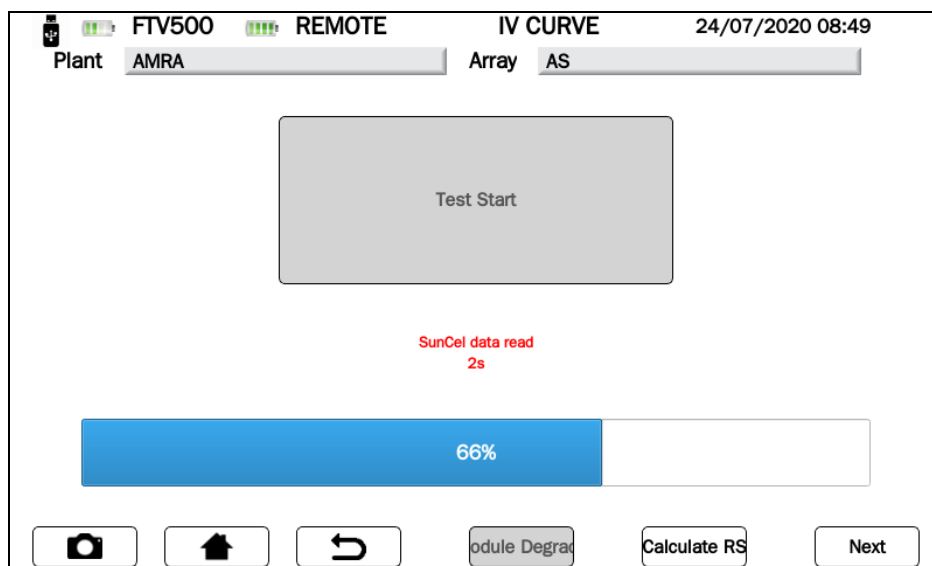 FTV500 REMOTE IV CURVE 24/07/2020 08:49
Plant AMRA Array AS
Test Start
SunCel data read
2s
66%
odule Degrad Calculate RS Next